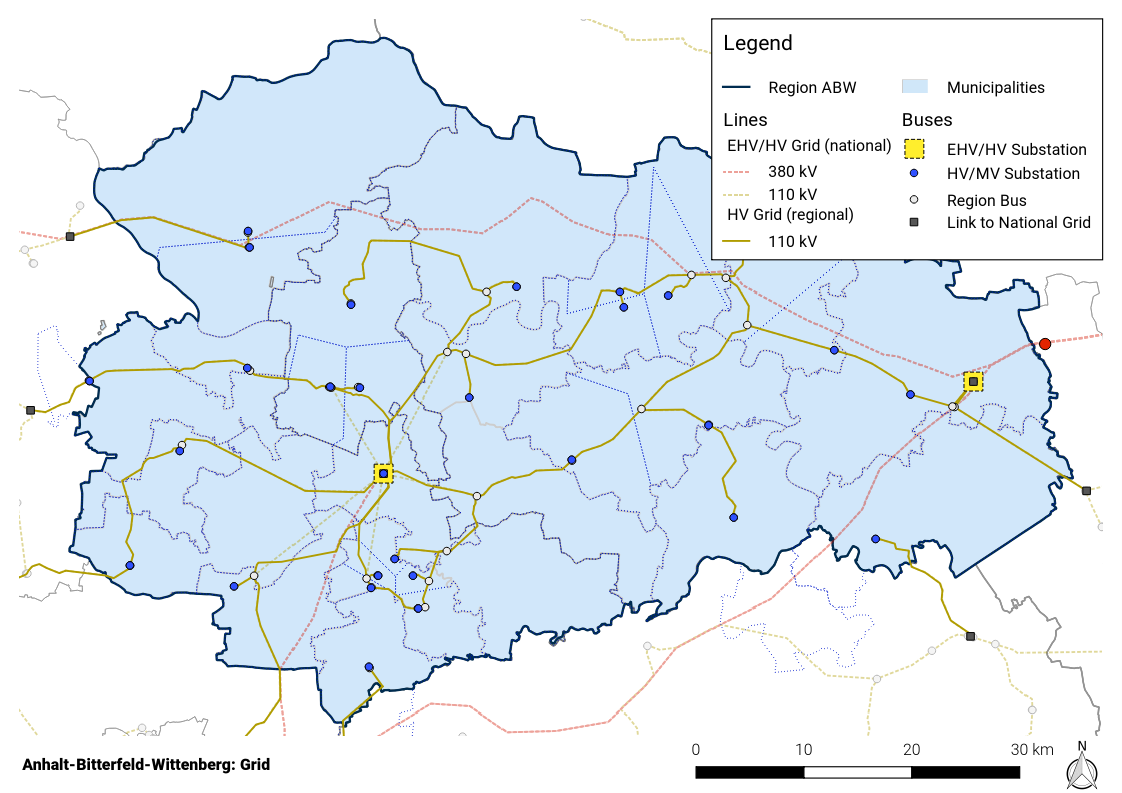 Legend
Region ABW
Municipalities
Lines
Buses
EHV/HV Grid (national)
EHV/HV Substation
380 kV
HV/MV Substation
110 kV
Region Bus
HV Grid (regional)
Link to National Grid
110 kV
Anhalt-Bitterfeld-Wittenberg: Grid
0 10 20 30 km
N